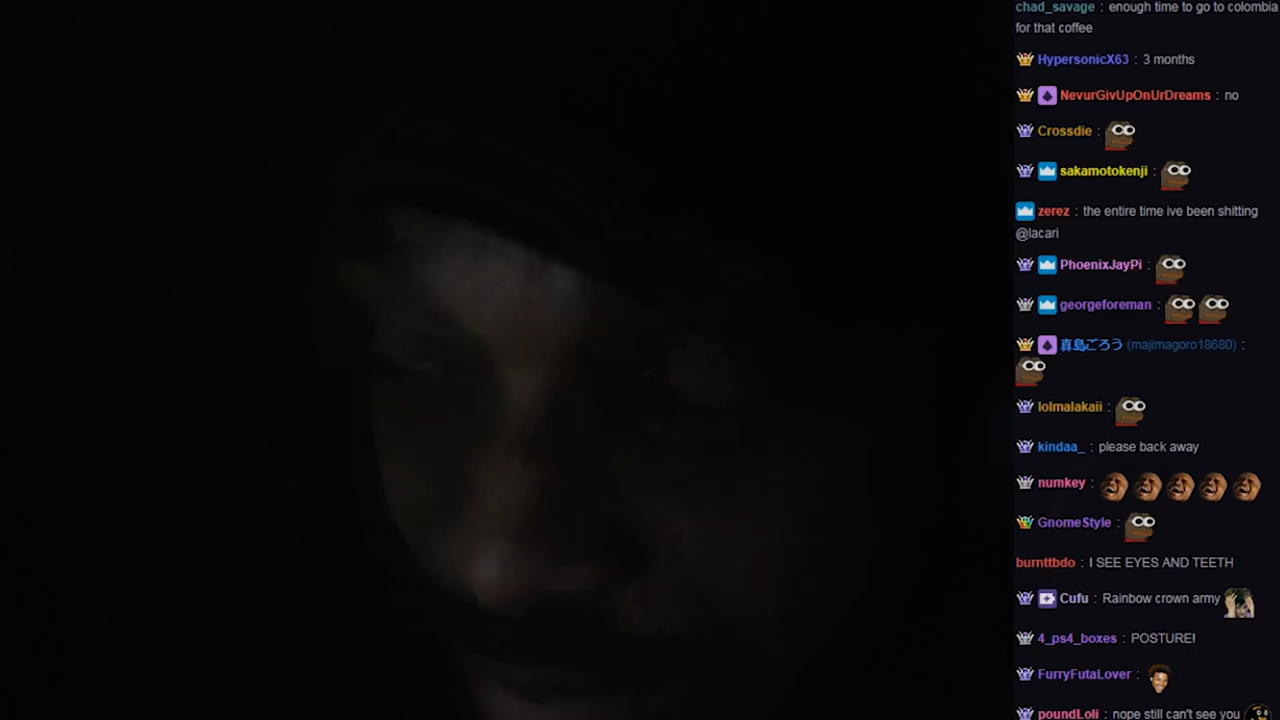 chad_savage : enough time to go to colombia
for that coffee
HypersonicX63 : 3 months
NevurGivUpOnUrDreams : no
Crossdie :
sakamotokenji :
zerez : the entire time ive been shitting
@lacari
PhoenixJayPi :
georgeforeman :
真島ごろう (majimagoro18680) :
lolmalakaii :
kindaa_ : please back away
numkey :
GnomeStyle :
burnttbdo : I SEE EYES AND TEETH
Cufu : Rainbow crown army
4_ps4_boxes : POSTURE!
FurryFutaLover :
poundLoli : nope still can't see you